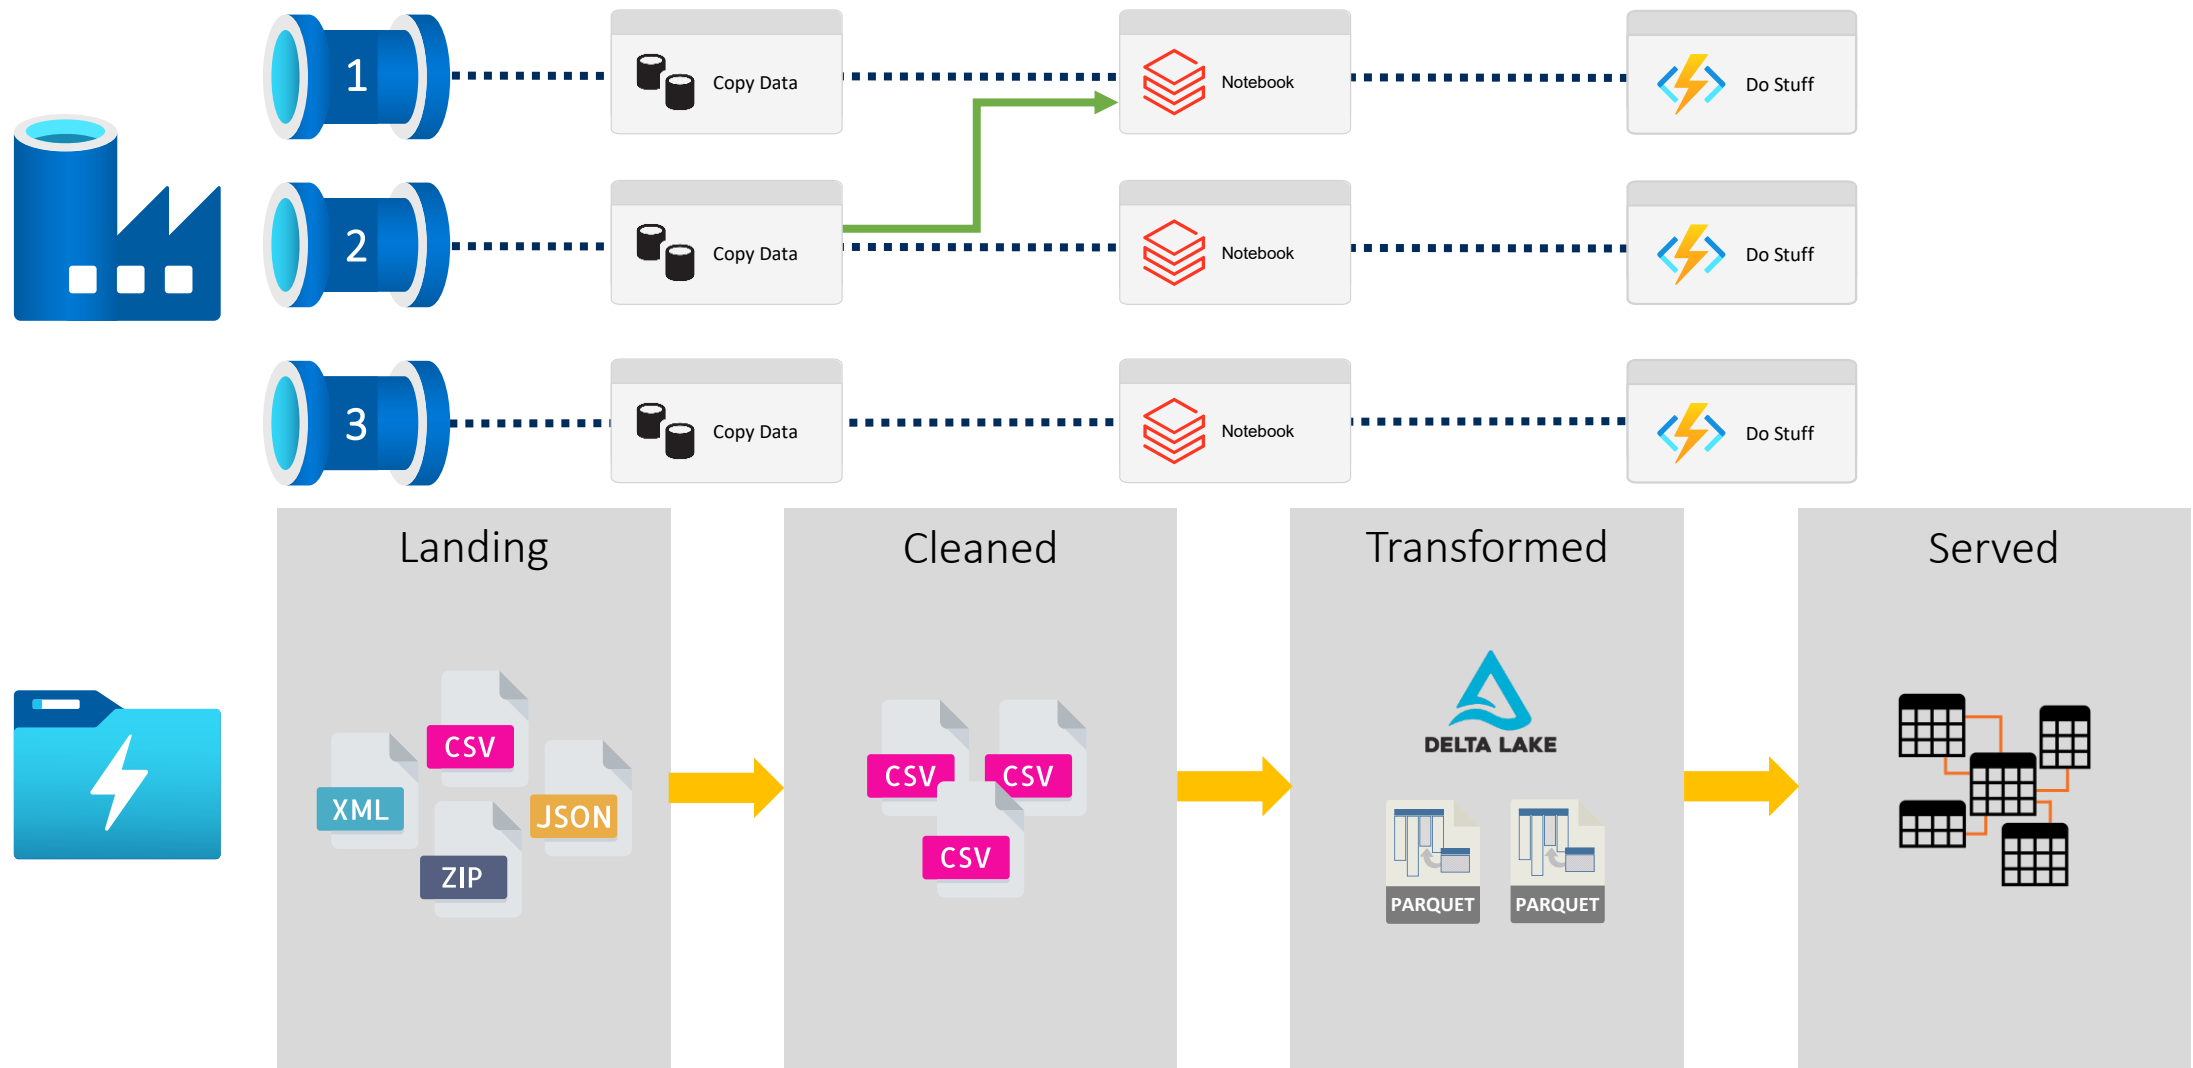 1
Copy Data
Notebook
Do Stuff
2
Copy Data
Notebook
Do Stuff
3
Copy Data
Notebook
Do Stuff
Landing
Cleaned
Transformed
Served
CSV
XML
JSON
ZIP
CSV
CSV
CSV
DELTA LAKE
PARQUET
PARQUET